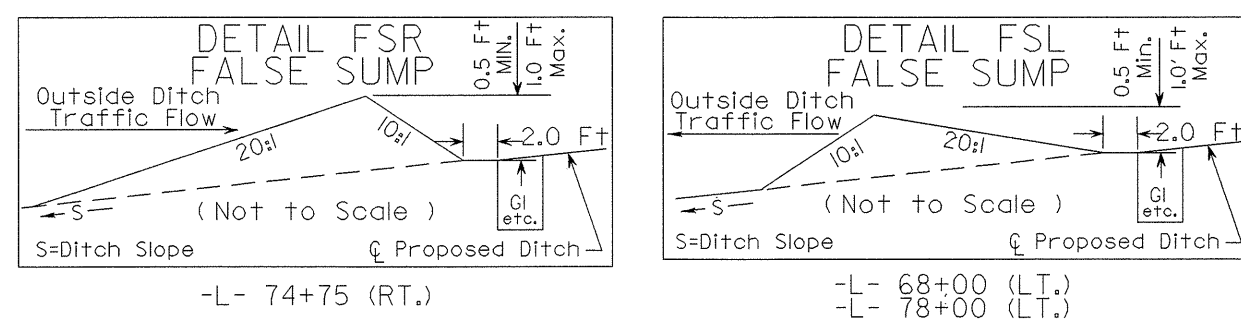 DETAIL FSR
FALSE SUMP
0.5 Ft
MIN.
1.0 Ft
Max.
Outside Ditch
Traffic Flow
20:1
10:1
2.0 Ft
S
(Not to Scale)
GI
etc.
S=Ditch Slope
℄ Proposed Ditch
-L- 74+75 (RT.)
DETAIL FSL
FALSE SUMP
0.5 Ft
Min.
1.0' Ft
Max.
Outside Ditch
Traffic Flow
10:1
20:1
2.0 Ft
S
(Not to Scale)
GI
etc.
S=Ditch Slope
℄ Proposed Ditch
-L- 68+00 (LT.)
-L- 78+00 (LT.)